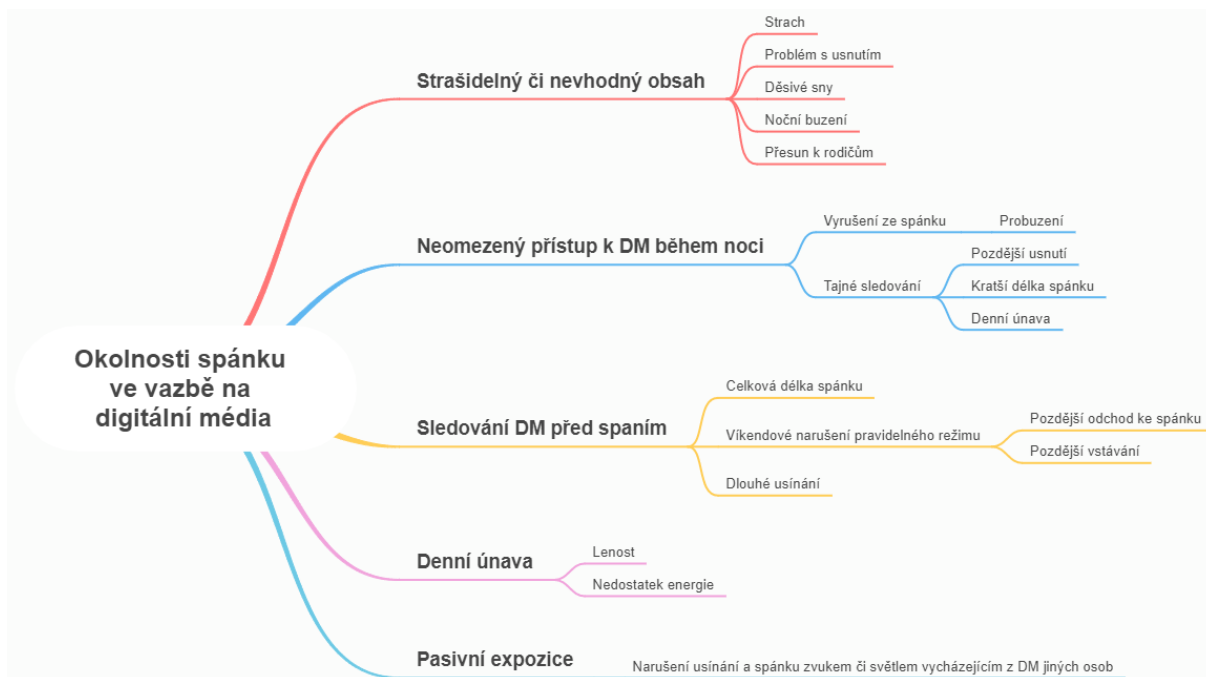 Okolnosti spánku
ve vazbě na
digitální média
Strašidelný či nevhodný obsah
Strach
Problém s usnutím
Děsivé sny
Noční buzení
Přesun k rodičům
Neomezený přístup k DM během noci
Vyrušení ze spánku
Probuzení
Tajné sledování
Pozdější usnutí
Kratší délka spánku
Denní únava
Sledování DM před spaním
Celková délka spánku
Víkendové narušení pravidelného režimu
Pozdější odchod ke spánku
Pozdější vstávání
Dlouhé usínání
Denní únava
Lenost
Nedostatek energie
Pasivní expozice
Narušení usínání a spánku zvukem či světlem vycházejícím z DM jiných osob